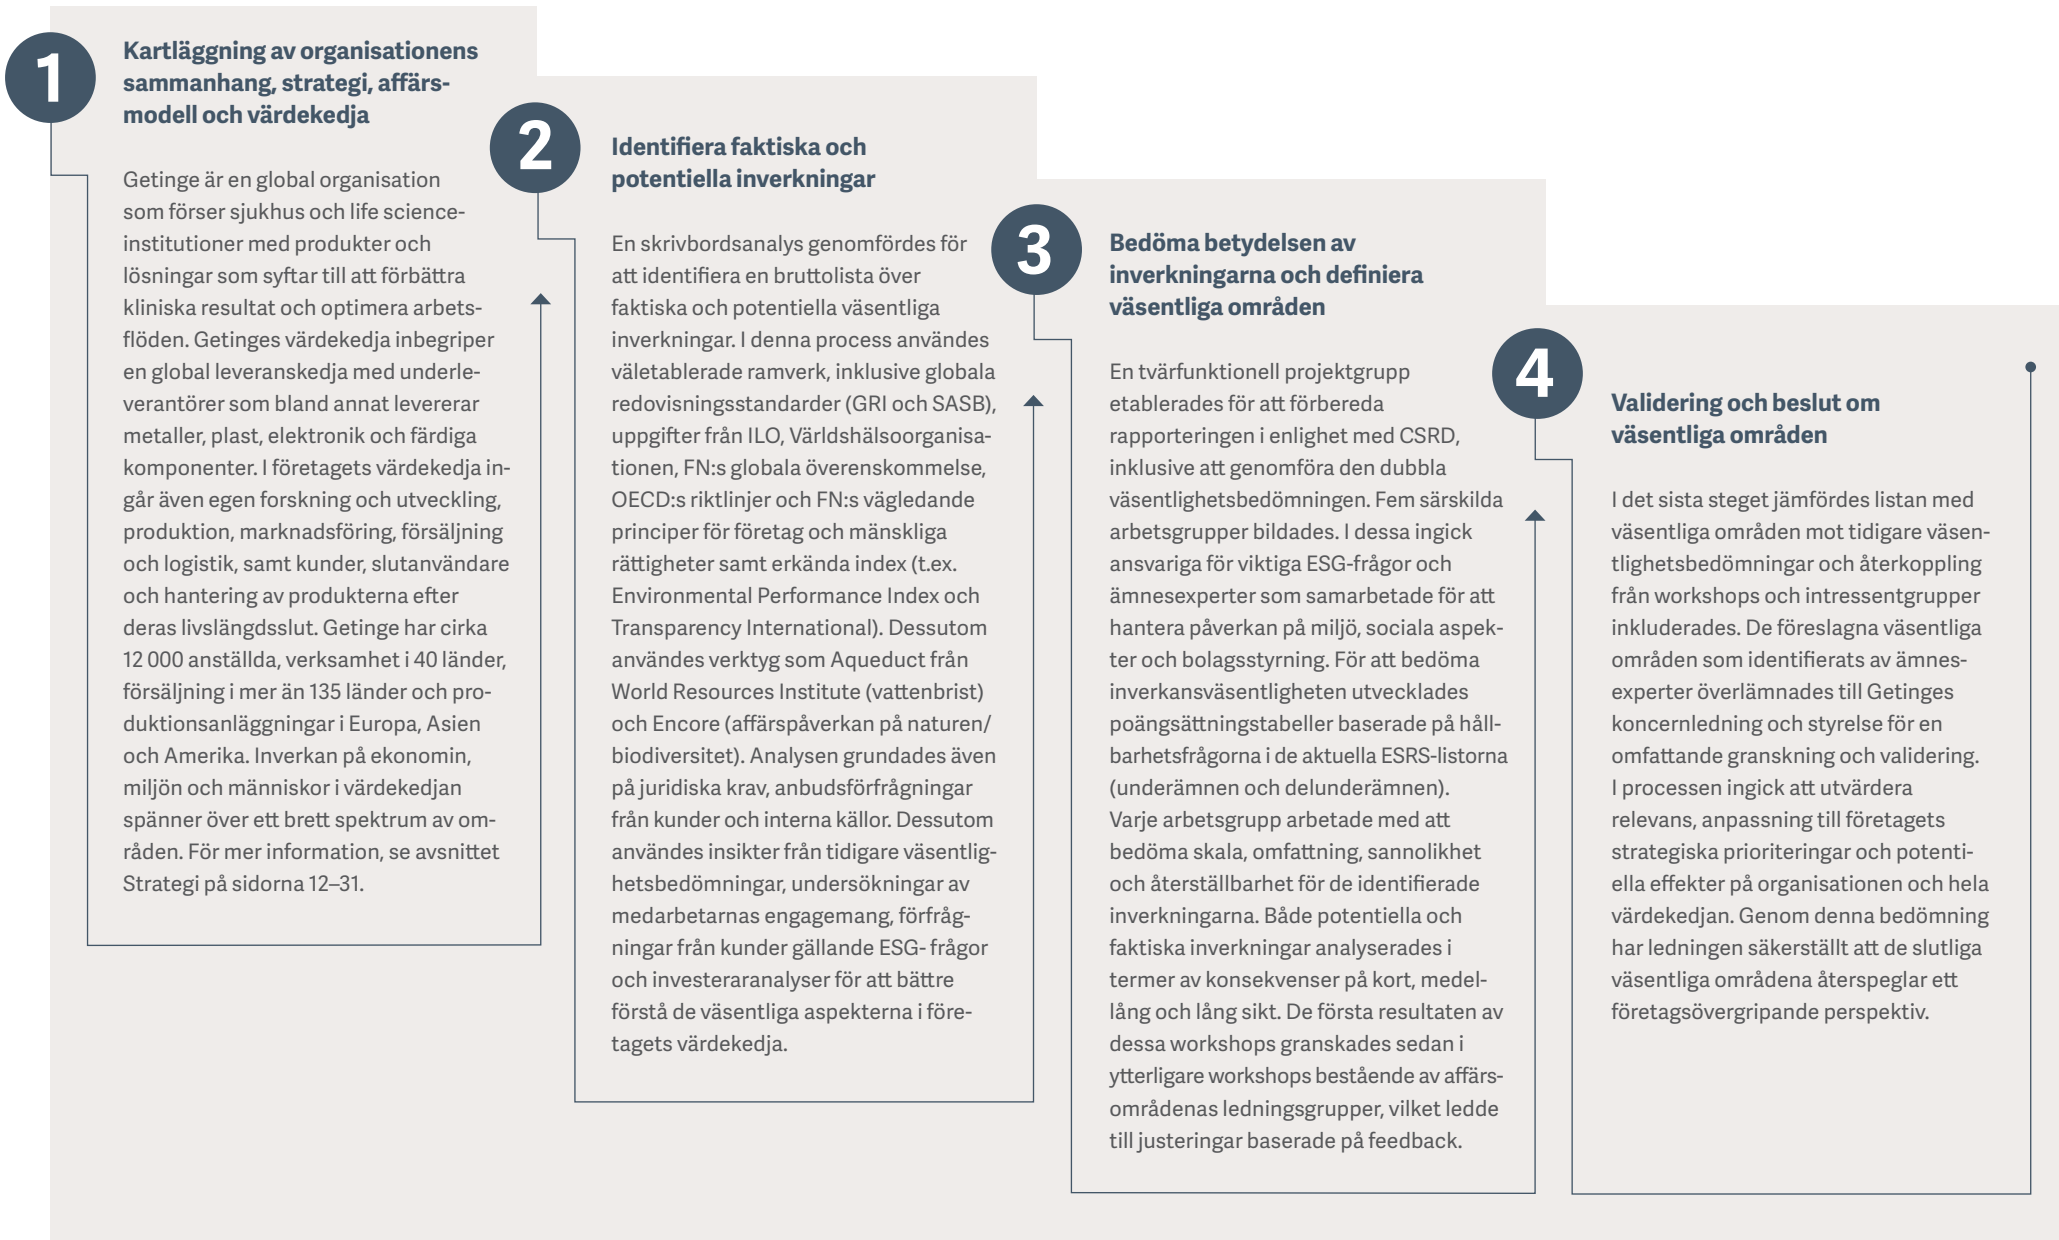 1
Kartläggning av organisationens
sammanhang, strategi, affärs-
modell och värdekedja
Getinge är en global organisation
som förser sjukhus och life science-
institutioner med produkter och
lösningar som syftar till att förbättra
kliniska resultat och optimera arbets-
flöden. Getinges värdekedja inbegriper
en global leveranskedja med underle-
verantörer som bland annat levererar
metaller, plast, elektronik och färdiga
komponenter. I företagets värdekedja in-
går även egen forskning och utveckling,
produktion, marknadsföring, försäljning
och logistik, samt kunder, slutanvändare
och hantering av produkterna efter
deras livslängdsslut. Getinge har cirka
12 000 anställda, verksamhet i 40 länder,
försäljning i mer än 135 länder och pro-
duktionsanläggningar i Europa, Asien
och Amerika. Inverkan på ekonomin,
miljön och människor i värdekedjan
spänner över ett brett spektrum av om-
råden. För mer information, se avsnittet
Strategi på sidorna 12–31.
2
Identifiera faktiska och
potentiella inverkningar
En skrivbordsanalys genomfördes för
att identifiera en bruttolista över
faktiska och potentiella väsentliga
inverkningar. I denna process användes
väletablerade ramverk, inklusive globala
redovisningsstandarder (GRI och SASB),
uppgifter från ILO, Världshälsoorganisa-
tionen, FN:s globala överenskommelse,
OECD:s riktlinjer och FN:s vägledande
principer för företag och mänskliga
rättigheter samt erkända index (t.ex.
Environmental Performance Index och
Transparency International). Dessutom
användes verktyg som Aqueduct från
World Resources Institute (vattenbrist)
och Encore (affärspåverkan på naturen/
biodiversitet). Analysen grundades även
på juridiska krav, anbudsförfrågningar
från kunder och interna källor. Dessutom
användes insikter från tidigare väsentlig-
hetsbedömningar, undersökningar av
medarbetarnas engagemang, förfråg-
ningar från kunder gällande ESG- frågor
och investeraranalyser för att bättre
förstå de väsentliga aspekterna i före-
tagets värdekedja.
3
Bedöma betydelsen av
inverkningarna och definiera
väsentliga områden
En tvärfunktionell projektgrupp
etablerades för att förbereda
rapporteringen i enlighet med CSRD,
inklusive att genomföra den dubbla
väsentlighetsbedömningen. Fem särskilda
arbetsgrupper bildades. I dessa ingick
ansvariga för viktiga ESG-frågor och
ämnesexperter som samarbetade för att
hantera påverkan på miljö, sociala aspek-
ter och bolagsstyrning. För att bedöma
inverkansväsentligheten utvecklades
poängsättningstabeller baserade på håll-
barhetsfrågorna i de aktuella ESRS-listorna
(underämnen och delunderämnen).
Varje arbetsgrupp arbetade med att
bedöma skala, omfattning, sannolikhet
och återställbarhet för de identifierade
inverkningarna. Både potentiella och
faktiska inverkningar analyserades i
termer av konsekvenser på kort, medel-
lång och lång sikt. De första resultaten av
dessa workshops granskades sedan i
ytterligare workshops bestående av affärs-
områdenas ledningsgrupper, vilket ledde
till justeringar baserade på feedback.
4
Validering och beslut om
väsentliga områden
I det sista steget jämfördes listan med
väsentliga områden mot tidigare väsen-
tlighetsbedömningar och återkoppling
från workshops och intressentgrupper
inkluderades. De föreslagna väsentliga
områden som identifierats av ämnes-
experter överlämnades till Getinges
koncernledning och styrelse för en
omfattande granskning och validering.
I processen ingick att utvärdera
relevans, anpassning till företagets
strategiska prioriteringar och potenti-
ella effekter på organisationen och hela
värdekedjan. Genom denna bedömning
har ledningen säkerställt att de slutliga
väsentliga områdena återspeglar ett
företagsövergripande perspektiv.